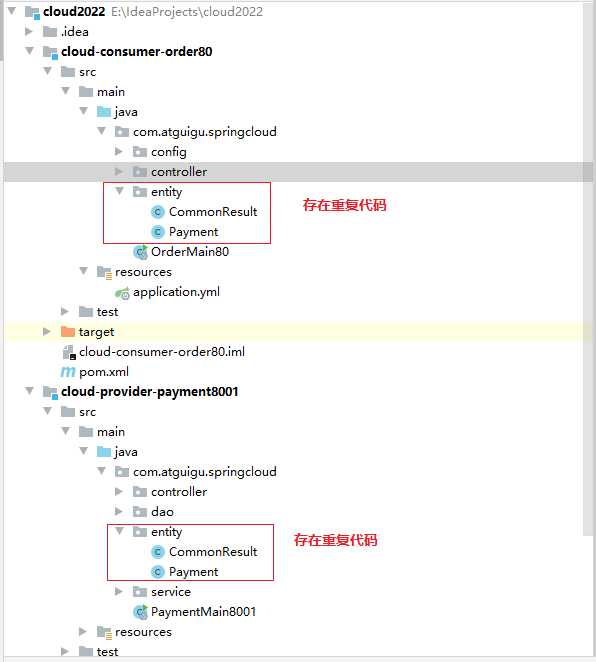 cloud2022 E:\IdeaProjects\cloud2022
.idea
cloud-consumer-order80
src
main
java
com.atguigu.springcloud
config
controller
entity
CommonResult
存在重复代码
Payment
OrderMain80
resources
application.yml
test
target
cloud-consumer-order80.iml
pom.xml
cloud-provider-payment8001
src
main
java
com.atguigu.springcloud
controller
dao
entity
存在重复代码
CommonResult
Payment
service
PaymentMain8001
resources
test